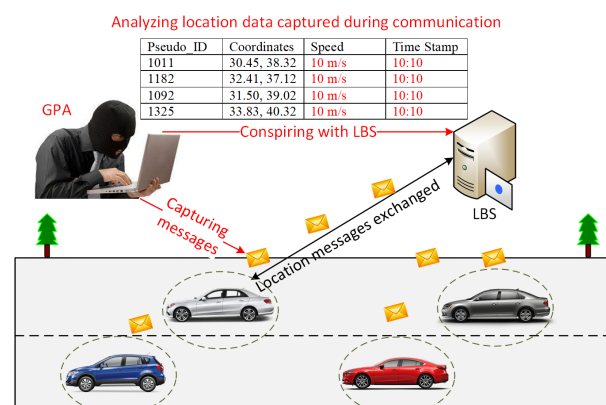 Analyzing location data captured during communication
Pseudo_ID Coordinates Speed Time Stamp
1011 30.45, 38.32 10 m/s 10:10
1182 32.41, 37.12 10 m/s 10:10
1092 31.50, 39.02 10 m/s 10:10
1325 33.83, 40.32 10 m/s 10:10
GPA
Conspiring with LBS
LBS
Capturing
messages
Location messages exchanged